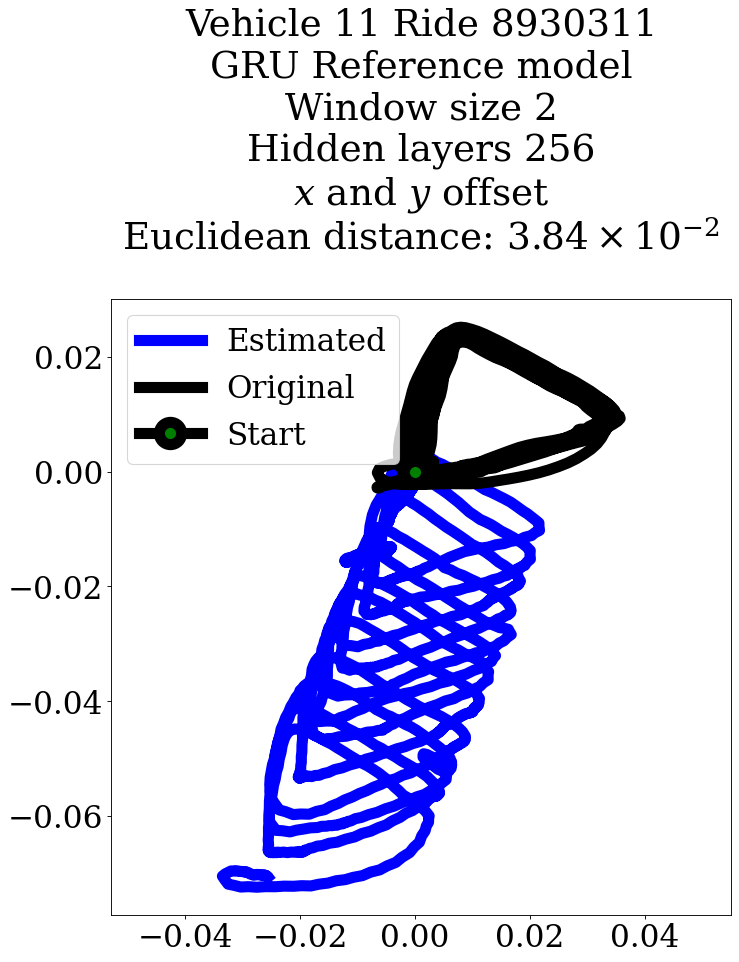 Vehicle 11 Ride 8930311
GRU Reference model
Window size 2
Hidden layers 256
x and y offset
Euclidean distance: 3.84 × 10⁻²
Estimated
Original
Start
0.02
0.00
−0.02
−0.04
−0.06
−0.04 −0.02 0.00 0.02 0.04